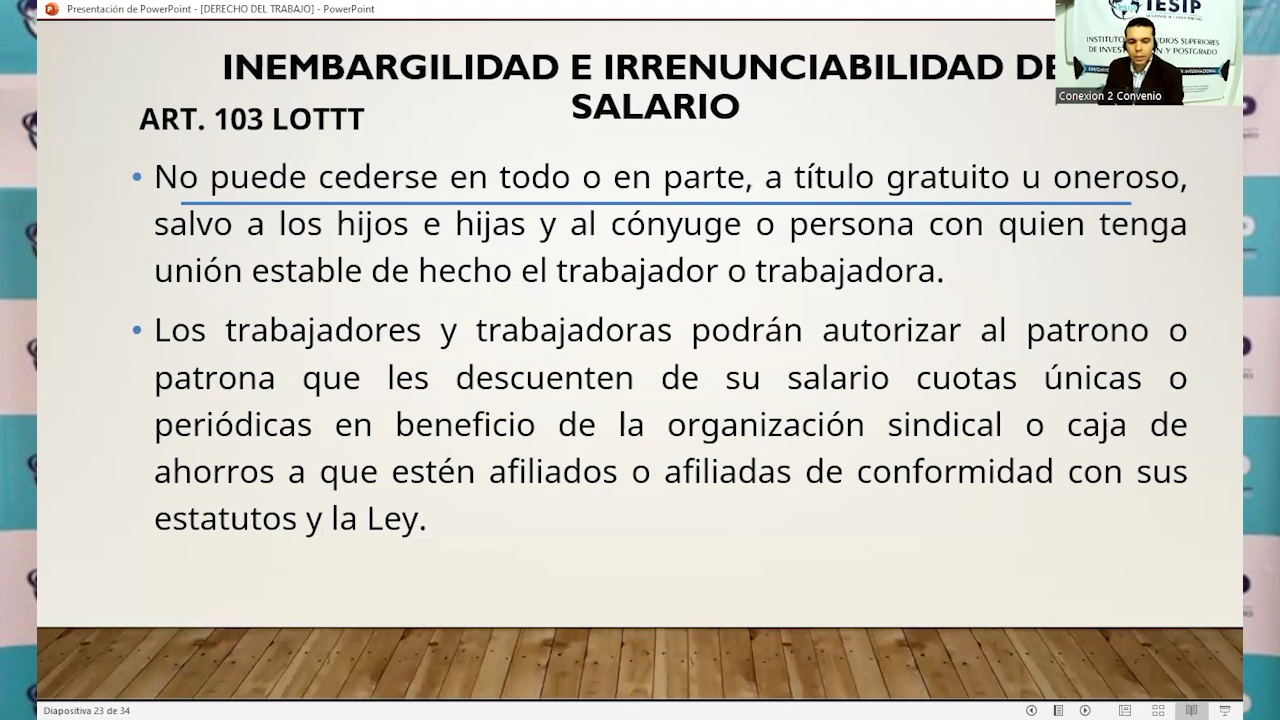 Presentación de PowerPoint - [DERECHO DEL TRABAJO] - PowerPoint
IESIP
INSTITUTO
DIOS SUPERIORES
DE INVES
N Y POSTGRADO
Conexion 2 Convenio
INEMBARGILIDAD E IRRENUNCIABILIDAD DE
SALARIO
ART. 103 LOTTT
• No puede cederse en todo o en parte, a título gratuito u oneroso,
salvo a los hijos e hijas y al cónyuge o persona con quien tenga
unión estable de hecho el trabajador o trabajadora.
• Los trabajadores y trabajadoras podrán autorizar al patrono o
patrona que les descuenten de su salario cuotas únicas o
periódicas en beneficio de la organización sindical o caja de
ahorros a que estén afiliados o afiliadas de conformidad con sus
estatutos y la Ley.
Diapositiva 23 de 34